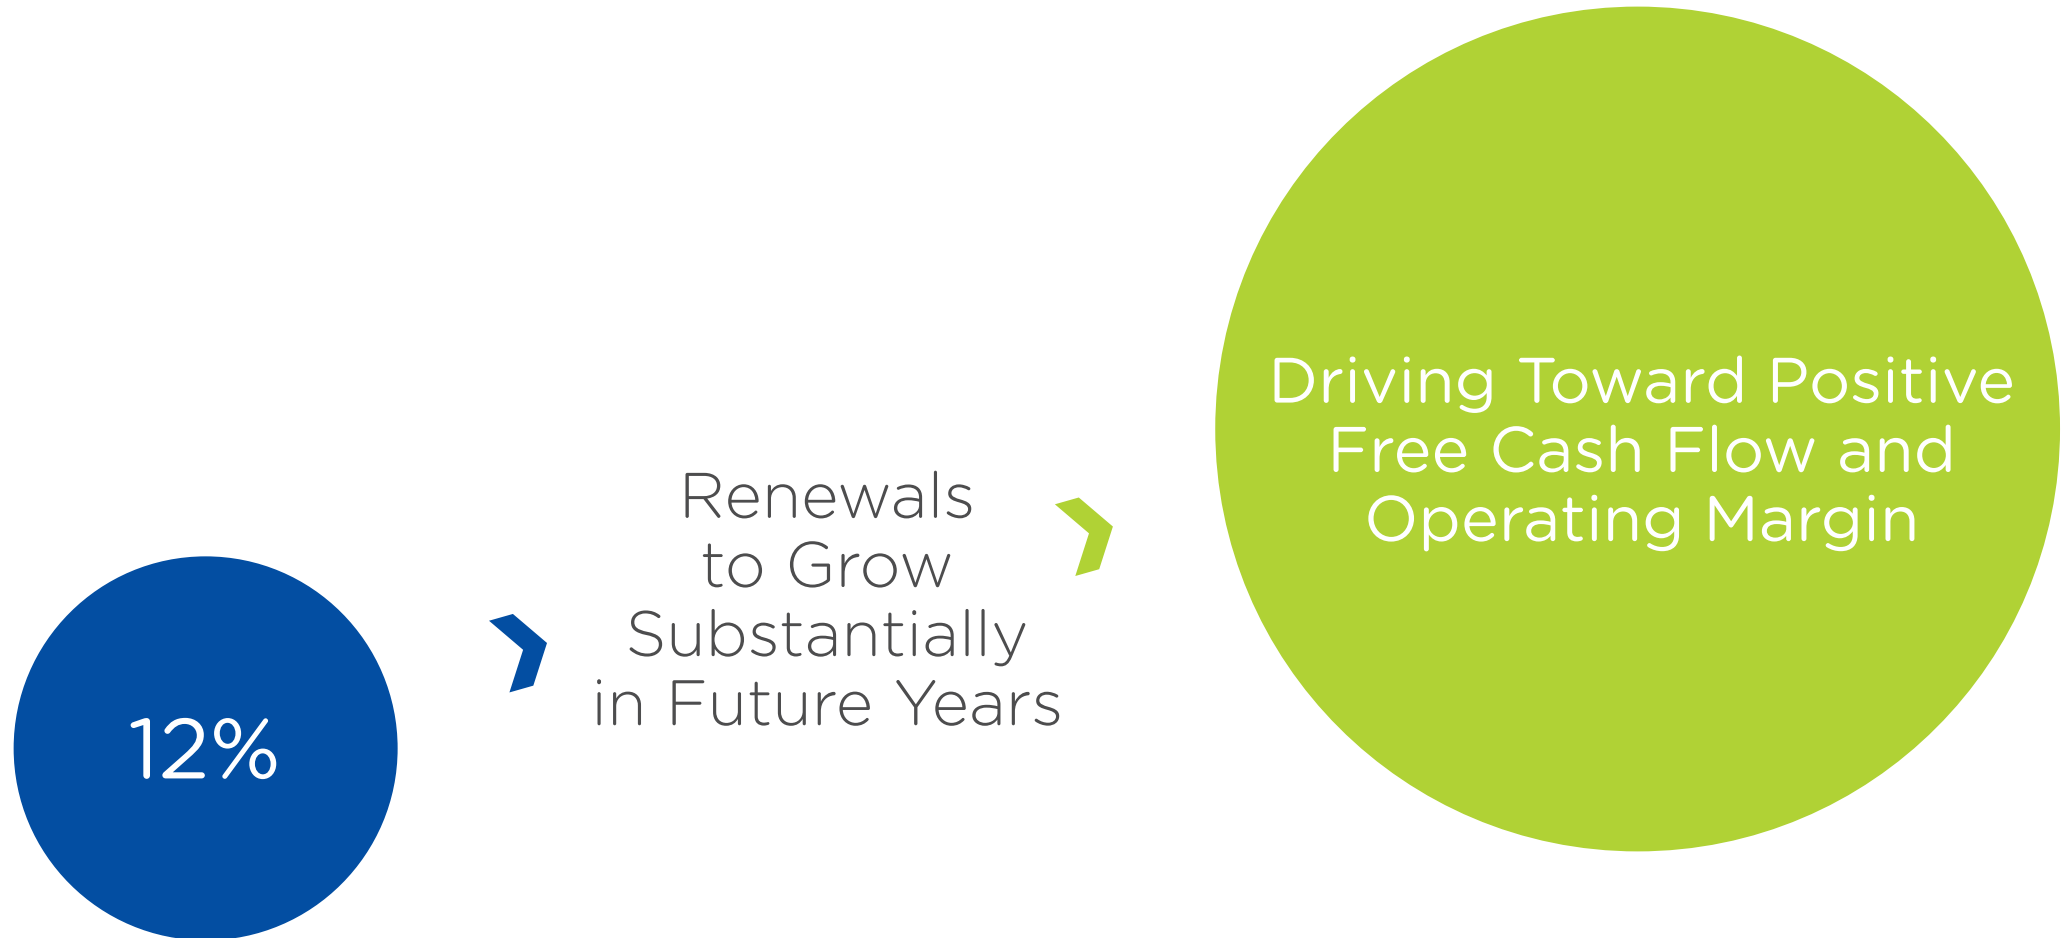 12%
Renewals
to Grow
Substantially
in Future Years
Driving Toward Positive
Free Cash Flow and
Operating Margin